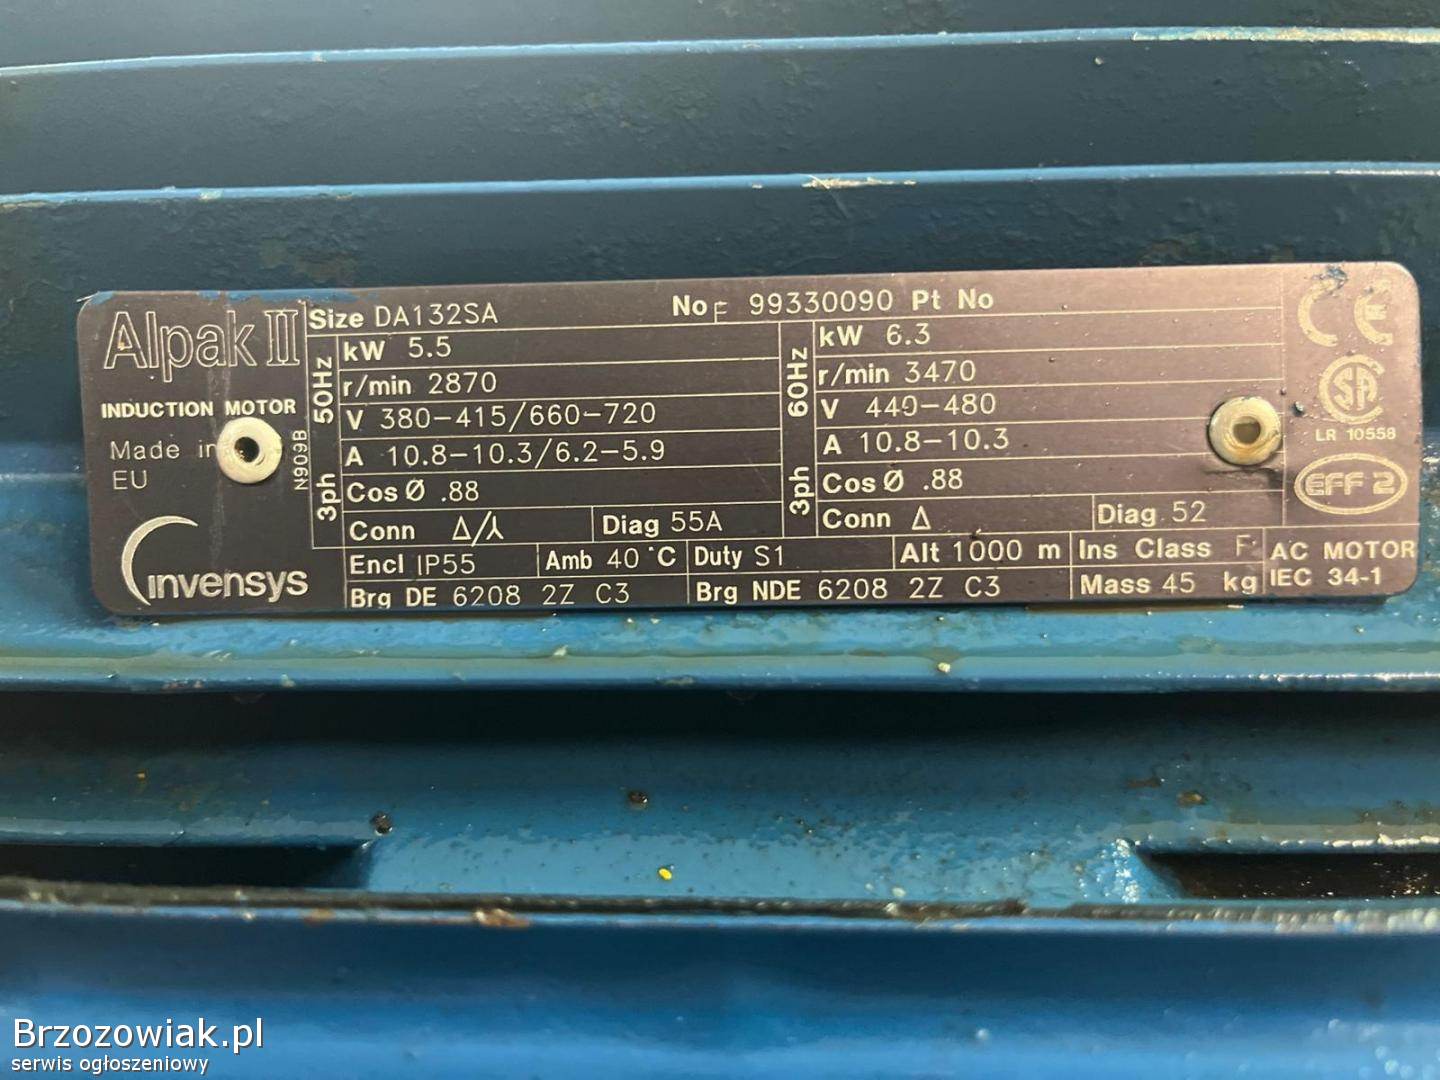 Alpak II
INDUCTION MOTOR
Made in
EU
N909B
invensys
Size DA132SA No F 99330090 Pt No
50Hz 3ph
kW 5.5
r/min 2870
V 380-415/660-720
A 10.8-10.3/6.2-5.9
Cos Ø .88
Conn Δ/⅄ Diag 55A
60Hz 3ph
kW 6.3
r/min 3470
V 440-480
A 10.8-10.3
Cos Ø .88
Conn Δ Diag 52
Encl IP55 Amb 40 °C Duty S1 Alt 1000 m Ins Class F
Brg DE 6208 2Z C3 Brg NDE 6208 2Z C3 Mass 45 kg
CE
SA
LR 10558
EFF 2
AC MOTOR
IEC 34-1
Brzozowiak.pl
serwis ogłoszeniowy